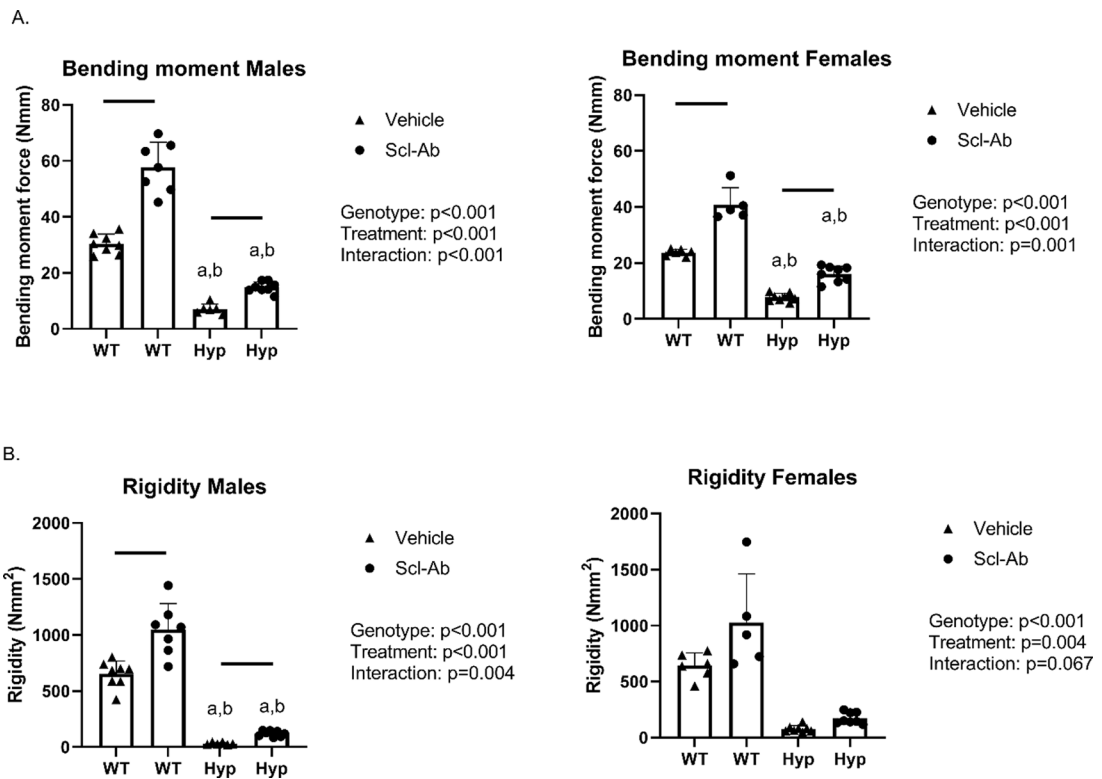 A.
Bending moment Males
Bending moment force (Nmm)
80
60
40
20
0
a,b
a,b
WT
WT
Hyp
Hyp
Vehicle
Scl-Ab
Genotype: p<0.001
Treatment: p<0.001
Interaction: p<0.001
Bending moment Females
Bending moment force (Nmm)
80
60
40
20
0
a,b
a,b
WT
WT
Hyp
Hyp
Vehicle
Scl-Ab
Genotype: p<0.001
Treatment: p<0.001
Interaction: p=0.001
B.
Rigidity Males
Rigidity (Nmm²)
2000
1500
1000
500
0
a,b
a,b
WT
WT
Hyp
Hyp
Vehicle
Scl-Ab
Genotype: p<0.001
Treatment: p<0.001
Interaction: p=0.004
Rigidity Females
Rigidity (Nmm²)
2000
1500
1000
500
0
WT
WT
Hyp
Hyp
Vehicle
Scl-Ab
Genotype: p<0.001
Treatment: p=0.004
Interaction: p=0.067